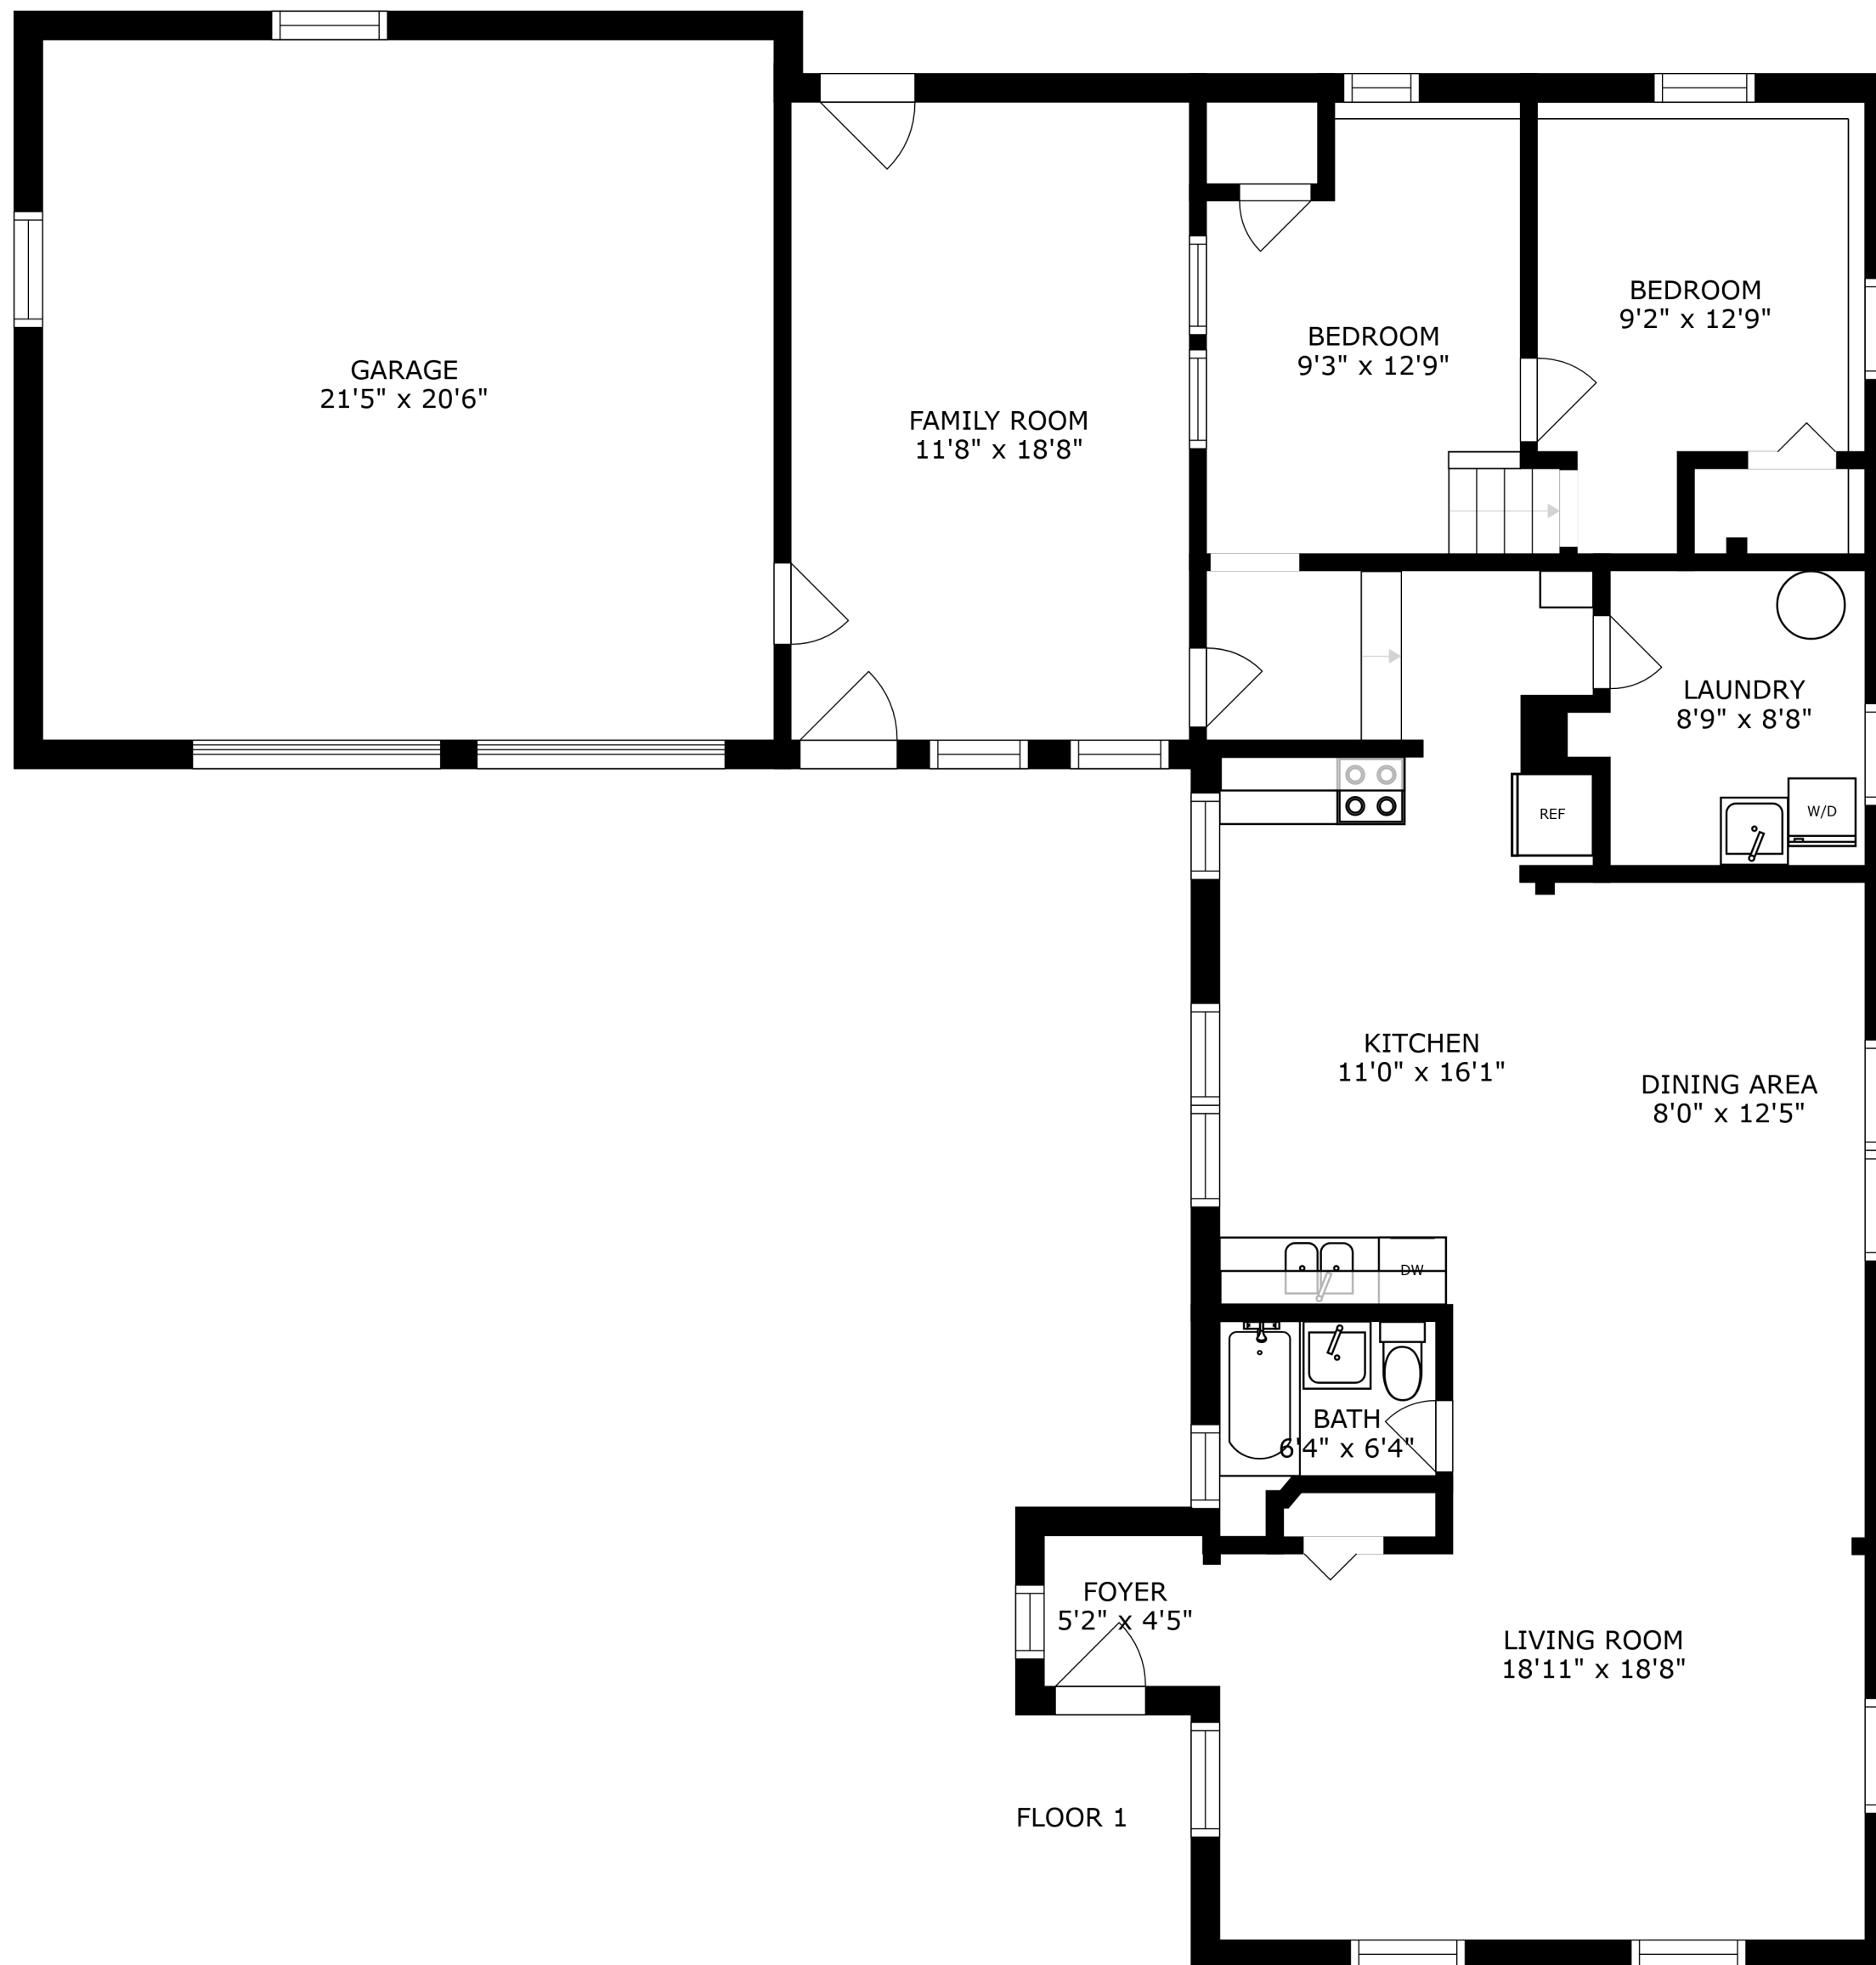 BEDROOM
9'2" x 12'9"
BEDROOM
9'3" x 12'9"
GARAGE
21'5" x 20'6"
FAMILY ROOM
11'8" x 18'8"
LAUNDRY
8'9" x 8'8"
REF
W/D
KITCHEN
11'0" x 16'1"
DINING AREA
8'0" x 12'5"
DW
BATH
6'4" x 6'4"
FOYER
5'2" x 4'5"
LIVING ROOM
18'11" x 18'8"
FLOOR 1